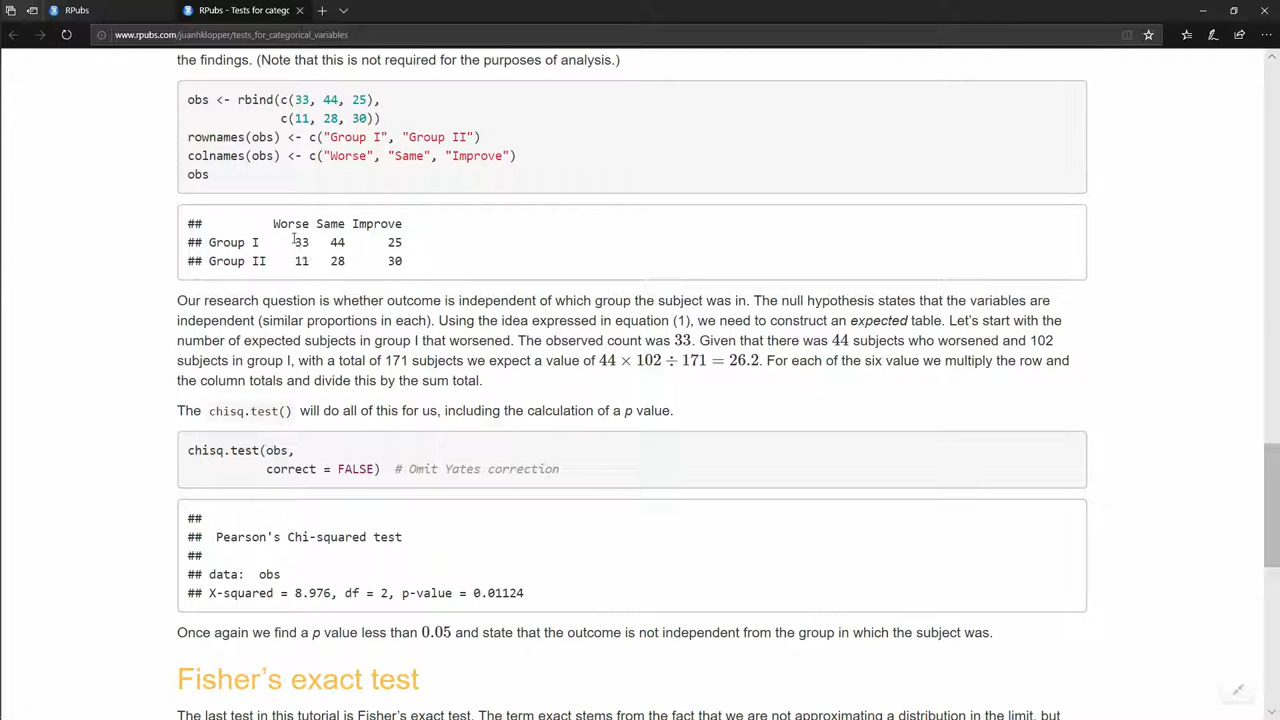 RPubs
RPubs - Tests for catego
www.rpubs.com/juanhklopper/tests_for_categorical_variables
the findings. (Note that this is not required for the purposes of analysis.)
obs <- rbind(c(33, 44, 25),
c(11, 28, 30))
rownames(obs) <- c("Group I", "Group II")
colnames(obs) <- c("Worse", "Same", "Improve")
obs
## Worse Same Improve
## Group I 33 44 25
## Group II 11 28 30
Our research question is whether outcome is independent of which group the subject was in. The null hypothesis states that the variables are
independent (similar proportions in each). Using the idea expressed in equation (1), we need to construct an expected table. Let's start with the
number of expected subjects in group I that worsened. The observed count was 33. Given that there was 44 subjects who worsened and 102
subjects in group I, with a total of 171 subjects we expect a value of 44 × 102 ÷ 171 = 26.2. For each of the six value we multiply the row and
the column totals and divide this by the sum total.
The chisq.test() will do all of this for us, including the calculation of a p value.
chisq.test(obs,
correct = FALSE) # Omit Yates correction
##
## Pearson's Chi-squared test
##
## data: obs
## X-squared = 8.976, df = 2, p-value = 0.01124
Once again we find a p value less than 0.05 and state that the outcome is not independent from the group in which the subject was.
Fisher's exact test
The last test in this tutorial is Fisher's exact test. The term exact stems from the fact that we are not approximating a distribution in the limit, but